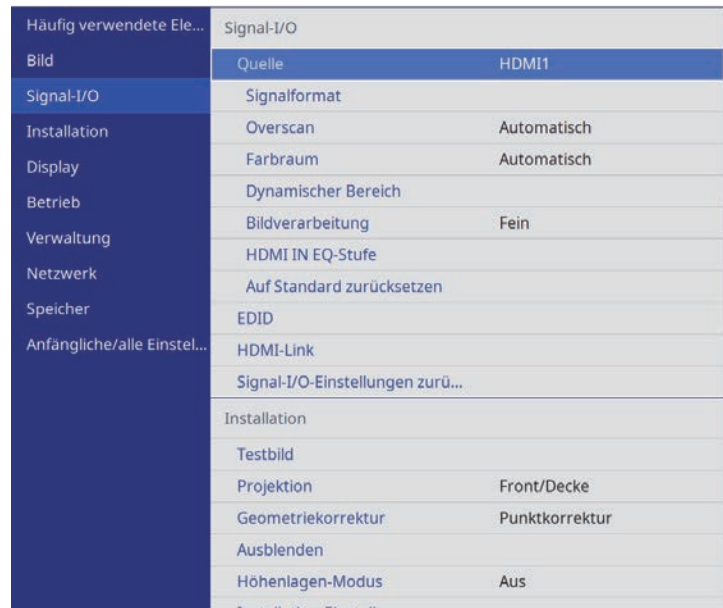 Häufig verwendete Ele...
Bild
Signal-I/O
Installation
Display
Betrieb
Verwaltung
Netzwerk
Speicher
Anfängliche/alle Einstel...
Signal-I/O
Quelle HDMI1
Signalformat
Overscan Automatisch
Farbraum Automatisch
Dynamischer Bereich
Bildverarbeitung Fein
HDMI IN EQ-Stufe
Auf Standard zurücksetzen
EDID
HDMI-Link
Signal-I/O-Einstellungen zurü...
Installation
Testbild
Projektion Front/Decke
Geometriekorrektur Punktkorrektur
Ausblenden
Höhenlagen-Modus Aus